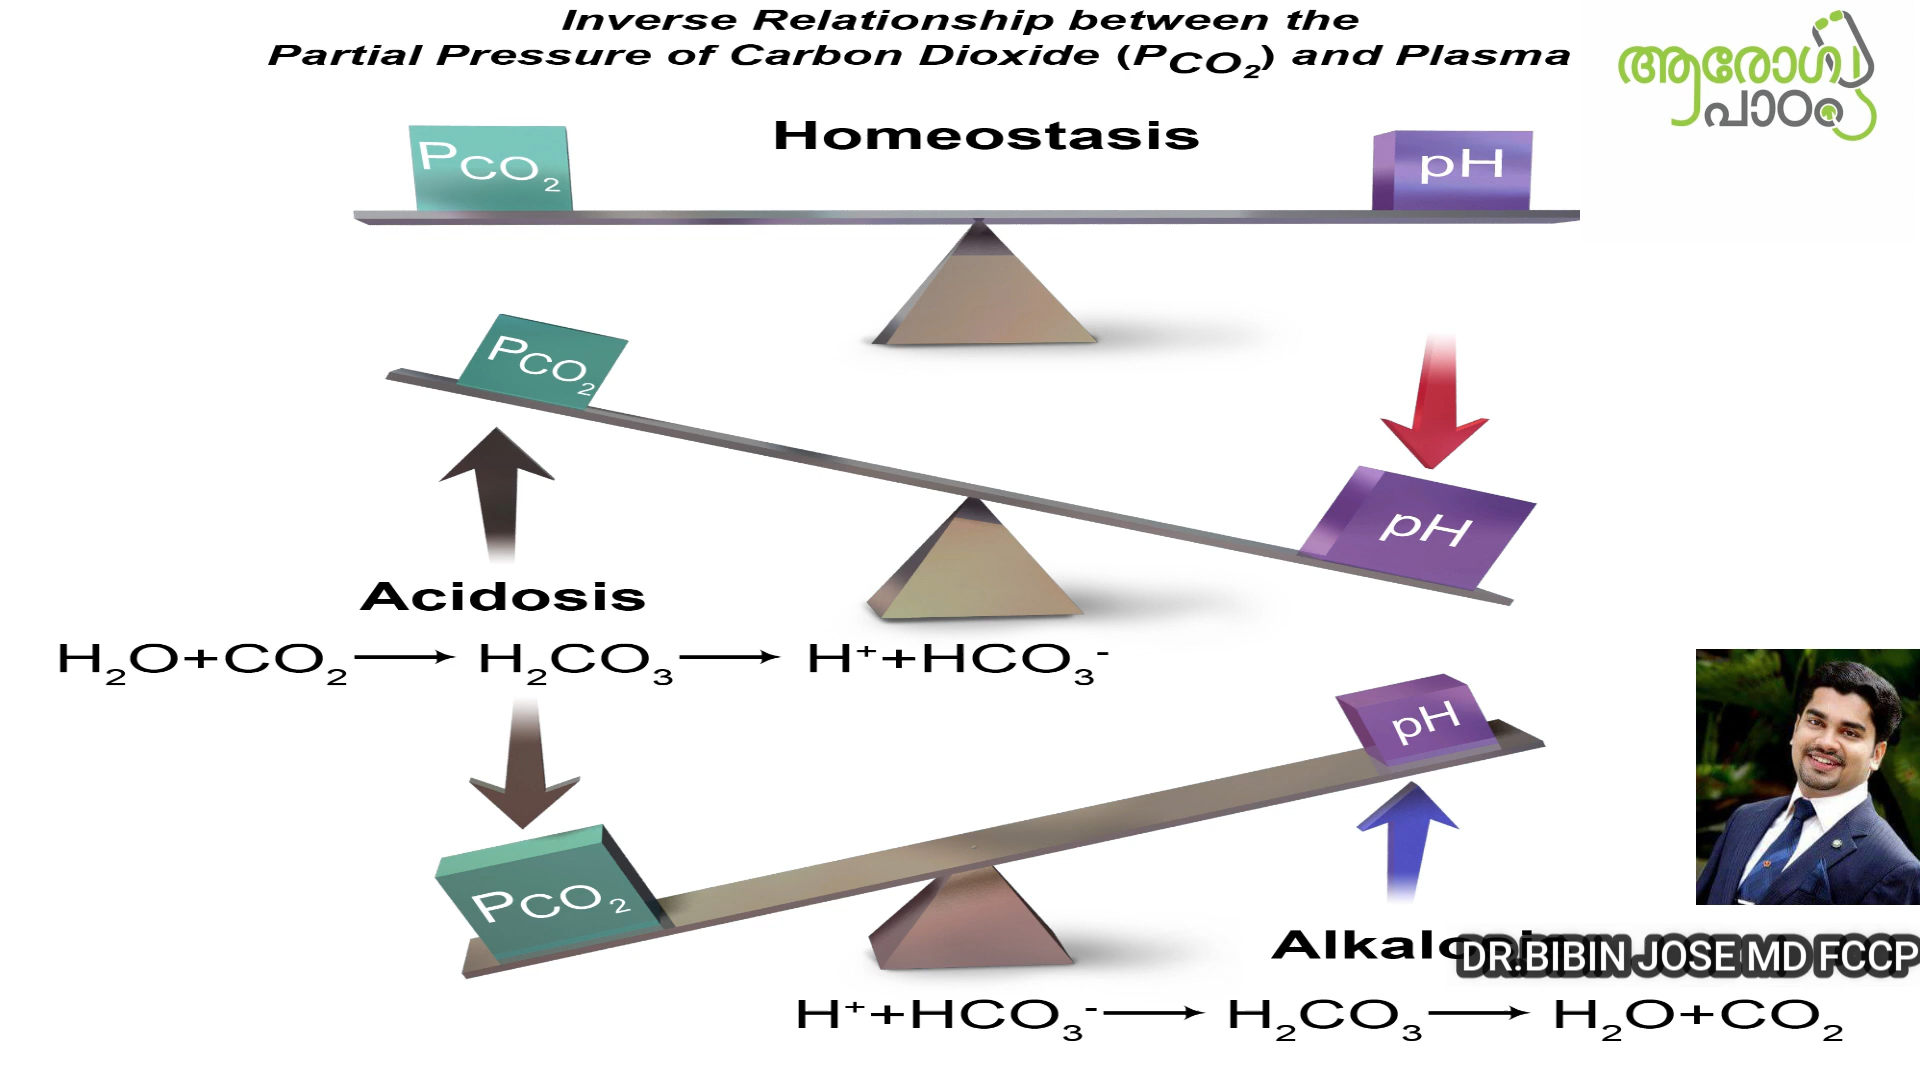 Inverse Relationship between the
Partial Pressure of Carbon Dioxide (PCO₂) and Plasma
ആരോഗ്യ
പാഠം
Homeostasis
PCO₂
pH
PCO₂
pH
Acidosis
H₂O+CO₂ → H₂CO₃ → H⁺+HCO₃⁻
pH
PCO₂
DR.BIBIN JOSE MD FCCP
H⁺+HCO₃⁻ → H₂CO₃ → H₂O+CO₂